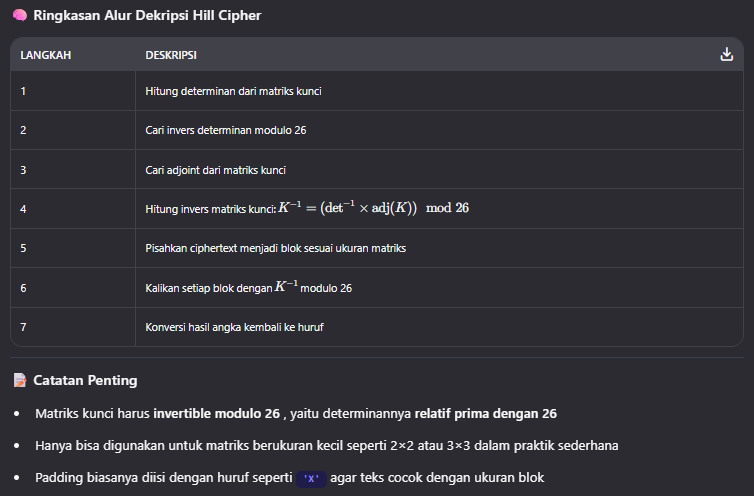 🧠 Ringkasan Alur Dekripsi Hill Cipher
LANGKAH DESKRIPSI
1 Hitung determinan dari matriks kunci
2 Cari invers determinan modulo 26
3 Cari adjoint dari matriks kunci
4 Hitung invers matriks kunci: K⁻¹ = (det⁻¹ × adj(K)) mod 26
5 Pisahkan ciphertext menjadi blok sesuai ukuran matriks
6 Kalikan setiap blok dengan K⁻¹ modulo 26
7 Konversi hasil angka kembali ke huruf
📝 Catatan Penting
• Matriks kunci harus invertible modulo 26 , yaitu determinannya relatif prima dengan 26
• Hanya bisa digunakan untuk matriks berukuran kecil seperti 2×2 atau 3×3 dalam praktik sederhana
• Padding biasanya diisi dengan huruf seperti 'X' agar teks cocok dengan ukuran blok